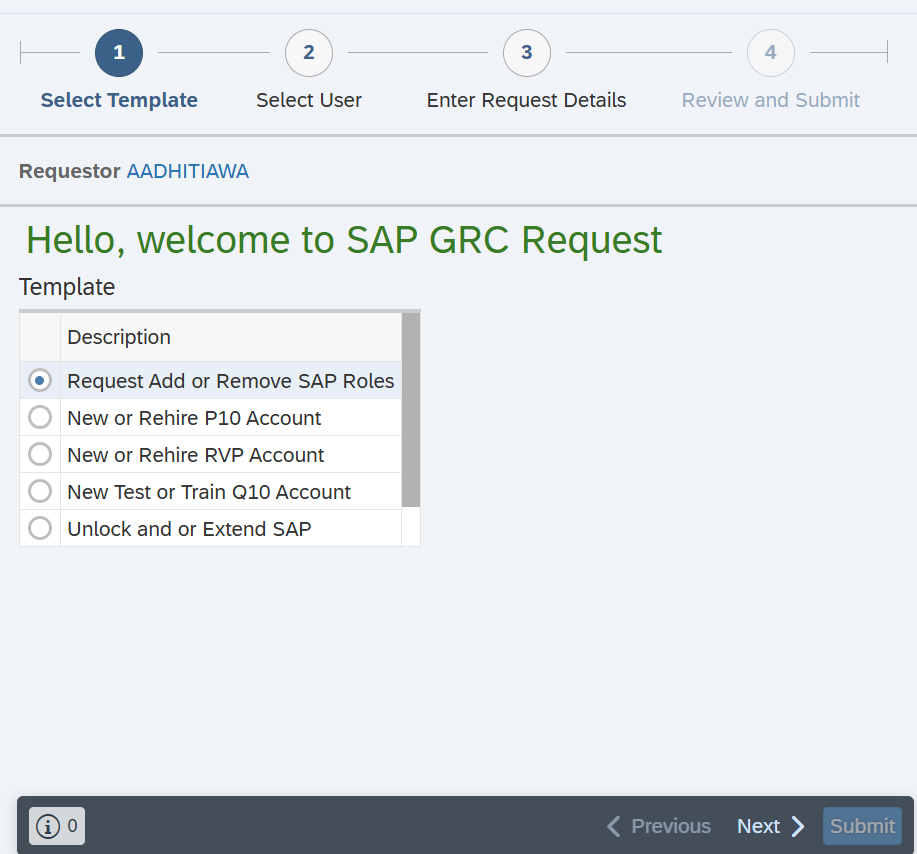 1
2
3
4
Select Template
Select User
Enter Request Details
Review and Submit
Requestor AADHITIAWA
Hello, welcome to SAP GRC Request
Template
Description
Request Add or Remove SAP Roles
New or Rehire P10 Account
New or Rehire RVP Account
New Test or Train Q10 Account
Unlock and or Extend SAP
0
Previous
Next
Submit